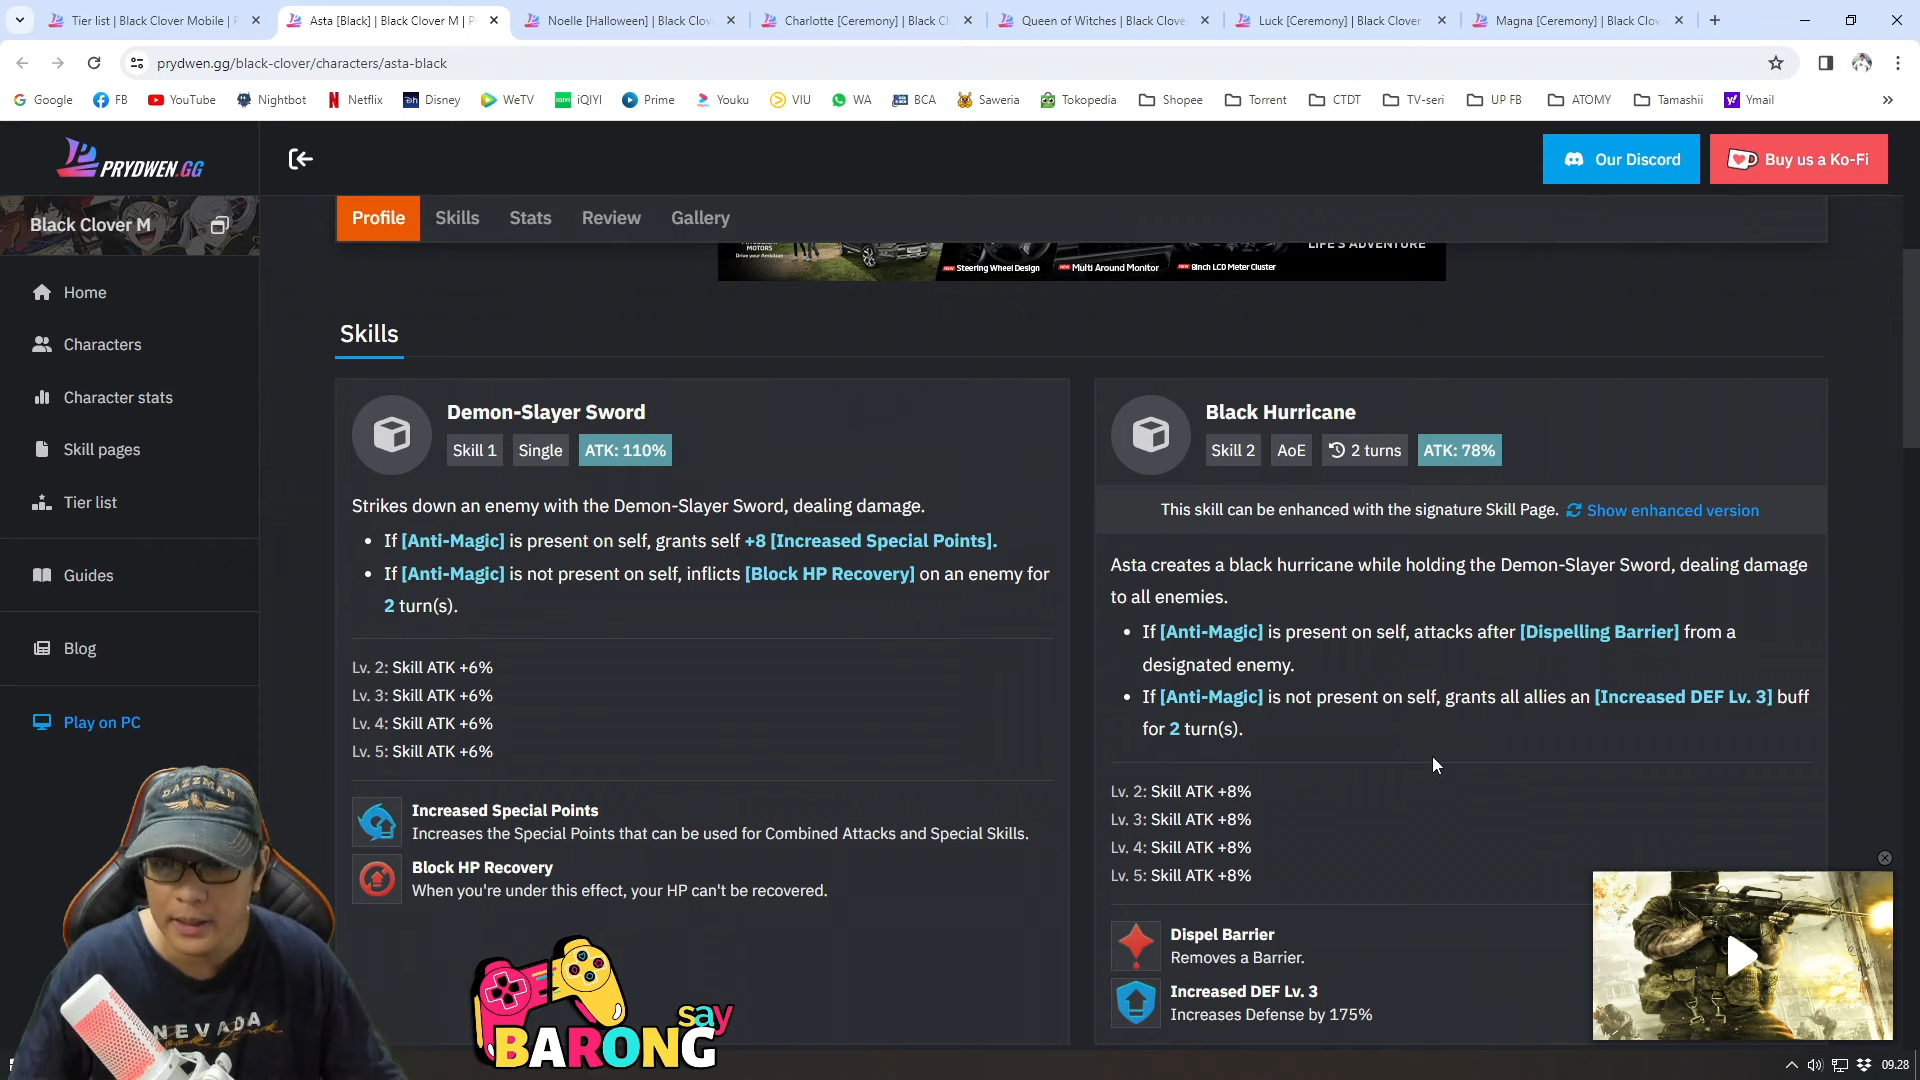 Tier list | Black Clover Mobile | P
Asta [Black] | Black Clover M | P
Noelle [Halloween] | Black Clov
Charlotte [Ceremony] | Black Cl
Queen of Witches | Black Clove
Luck [Ceremony] | Black Clover
Magna [Ceremony] | Black Clov
prydwen.gg/black-clover/characters/asta-black
Google
FB
YouTube
Nightbot
Netflix
Disney
WeTV
iQIYI
Prime
Youku
VIU
WA
BCA
Saweria
Tokopedia
Shopee
Torrent
CTDT
TV-seri
UP FB
ATOMY
Tamashii
Ymail
PRYDWEN.GG
Our Discord
Buy us a Ko-Fi
Black Clover M
Profile
Skills
Stats
Review
Gallery
Drive your Ambition
NEW Steering Wheel Design
NEW Multi Around Monitor
NEW 8inch LCD Meter Cluster
LIFE'S ADVENTURE
Home
Characters
Character stats
Skill pages
Tier list
Guides
Blog
Play on PC
Skills
Demon-Slayer Sword
Skill 1
Single
ATK: 110%
Strikes down an enemy with the Demon-Slayer Sword, dealing damage.
• If [Anti-Magic] is present on self, grants self +8 [Increased Special Points].
• If [Anti-Magic] is not present on self, inflicts [Block HP Recovery] on an enemy for
2 turn(s).
Lv. 2: Skill ATK +6%
Lv. 3: Skill ATK +6%
Lv. 4: Skill ATK +6%
Lv. 5: Skill ATK +6%
Increased Special Points
Increases the Special Points that can be used for Combined Attacks and Special Skills.
Block HP Recovery
When you're under this effect, your HP can't be recovered.
Black Hurricane
Skill 2
AoE
2 turns
ATK: 78%
This skill can be enhanced with the signature Skill Page. Show enhanced version
Asta creates a black hurricane while holding the Demon-Slayer Sword, dealing damage
to all enemies.
• If [Anti-Magic] is present on self, attacks after [Dispelling Barrier] from a
designated enemy.
• If [Anti-Magic] is not present on self, grants all allies an [Increased DEF Lv. 3] buff
for 2 turn(s).
Lv. 2: Skill ATK +8%
Lv. 3: Skill ATK +8%
Lv. 4: Skill ATK +8%
Lv. 5: Skill ATK +8%
Dispel Barrier
Removes a Barrier.
Increased DEF Lv. 3
Increases Defense by 175%
DAZZMAN
NEVADA
say
BARONG
09.28